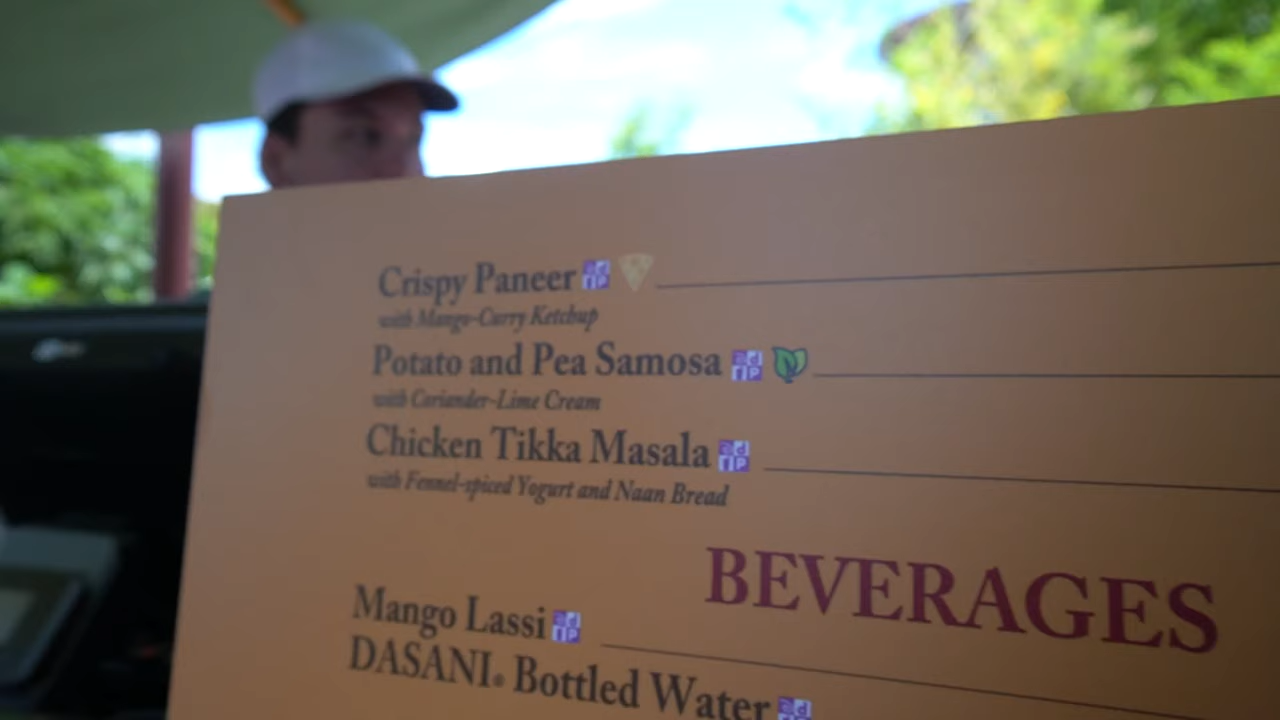 Crispy Paneer
with Mango-Curry Ketchup
Potato and Pea Samosa
with Coriander-Lime Cream
Chicken Tikka Masala
with Fennel-spiced Yogurt and Naan Bread
BEVERAGES
Mango Lassi
DASANI® Bottled Water